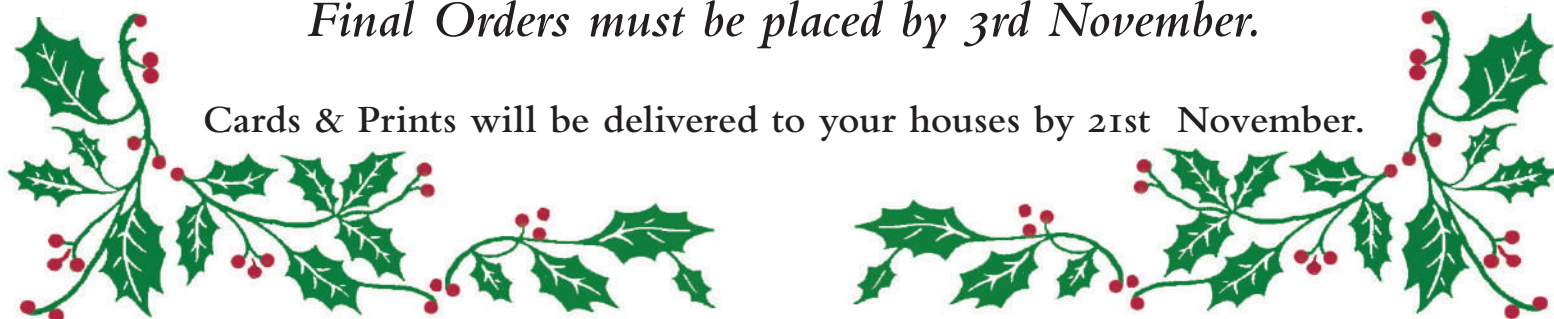 Final Orders must be placed by 3rd November.
Cards & Prints will be delivered to your houses by 21st November.